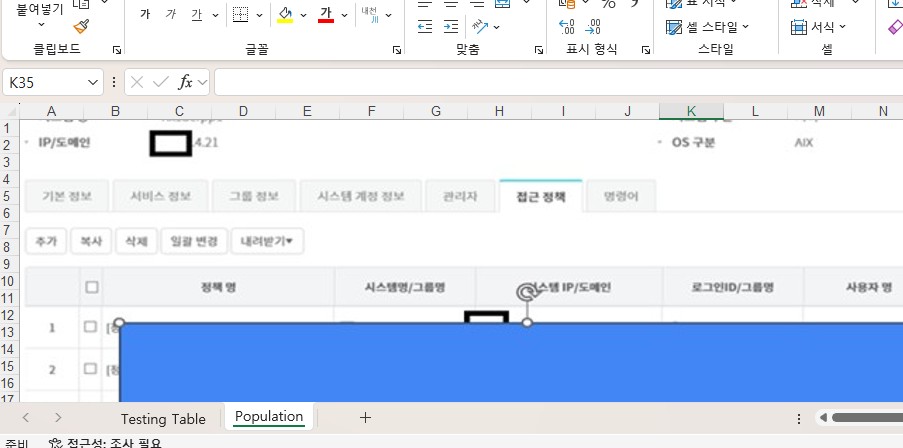 붙여넣기
가 가 가 가 내천
클립보드 글꼴 맞춤 표시 형식 스타일 셀
셀 스타일 서식
K35 fx
A B C D E F G H I J K L M N
1
2 IP/도메인 .4.21 OS 구분 AIX
3
4
5 기본 정보 서비스 정보 그룹 정보 시스템 계정 정보 관리자 접근 정책 명령어
6
7
8 추가 복사 삭제 일괄 변경 내려받기▾
9
10 정책 명 시스템명/그룹명 스템 IP/도메인 로그인ID/그룹명 사용자 명
11
12
13 1
14
15 2
16
17
Testing Table Population +
준비 접근성: 조사 필요